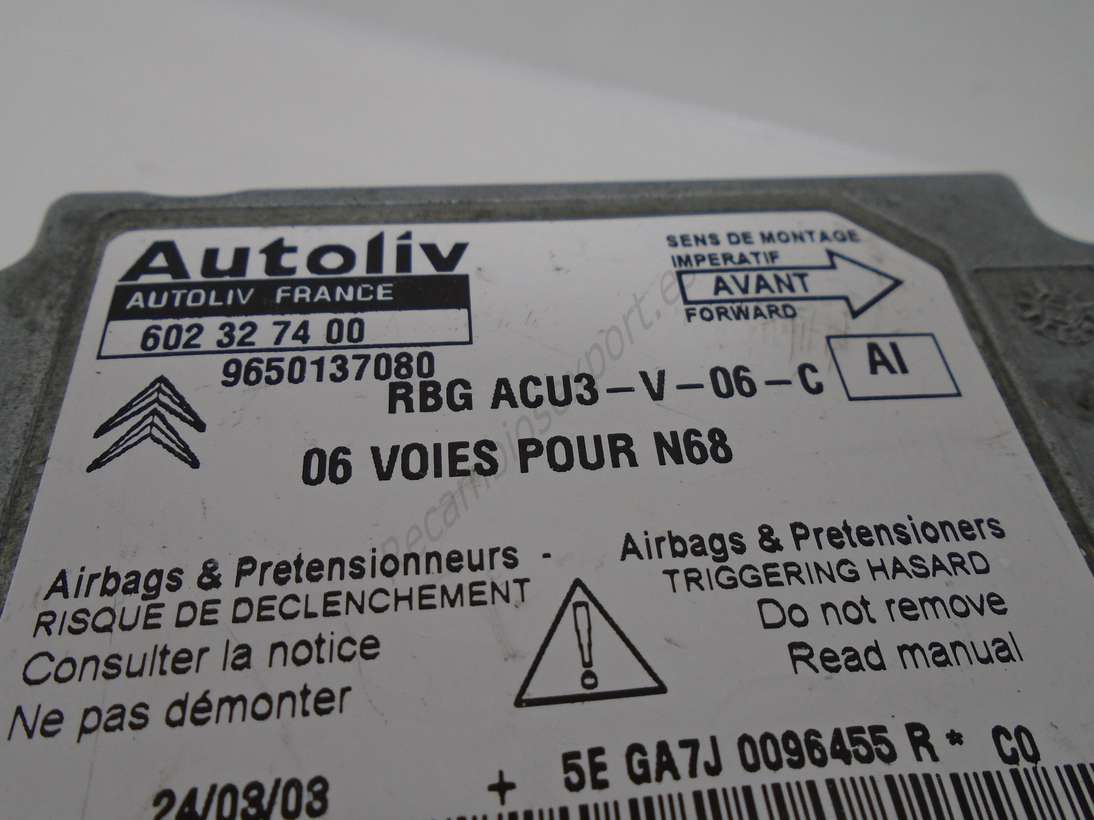 Autoliv
AUTOLIV FRANCE
602 32 74 00
9650137080
SENS DE MONTAGE
IMPERATIF
AVANT
FORWARD
RBG ACU3-V-06-C
AI
06 VOIES POUR N68
Airbags & Pretensionneurs -
RISQUE DE DECLENCHEMENT
Consulter la notice
Ne pas démonter
Airbags & Pretensioners
TRIGGERING HASARD
Do not remove
Read manual
24/03/03
+ 5E GA7J 0096455 R* C0